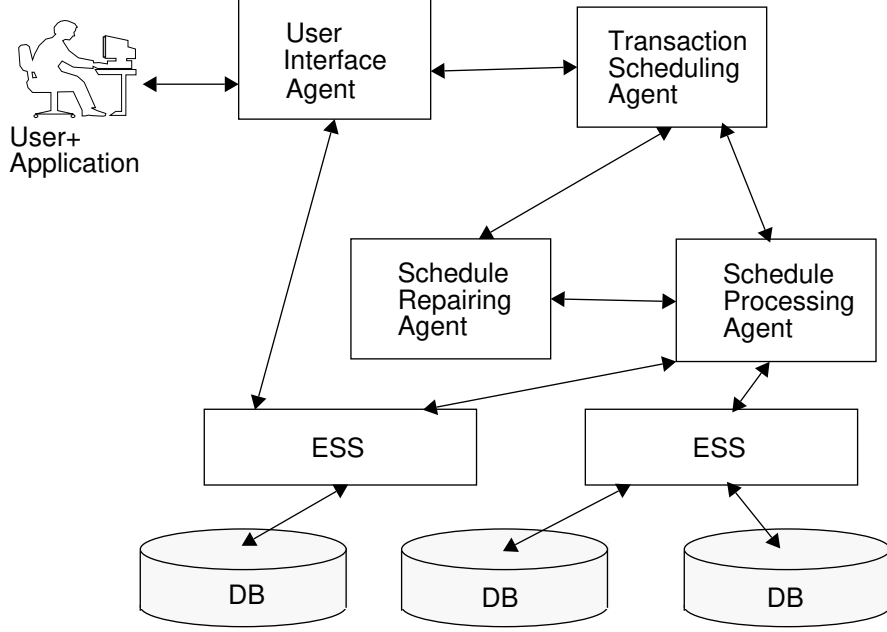 User
Interface
Agent
Transaction
Scheduling
Agent
User+
Application
Schedule
Repairing
Agent
Schedule
Processing
Agent
ESS
ESS
DB
DB
DB